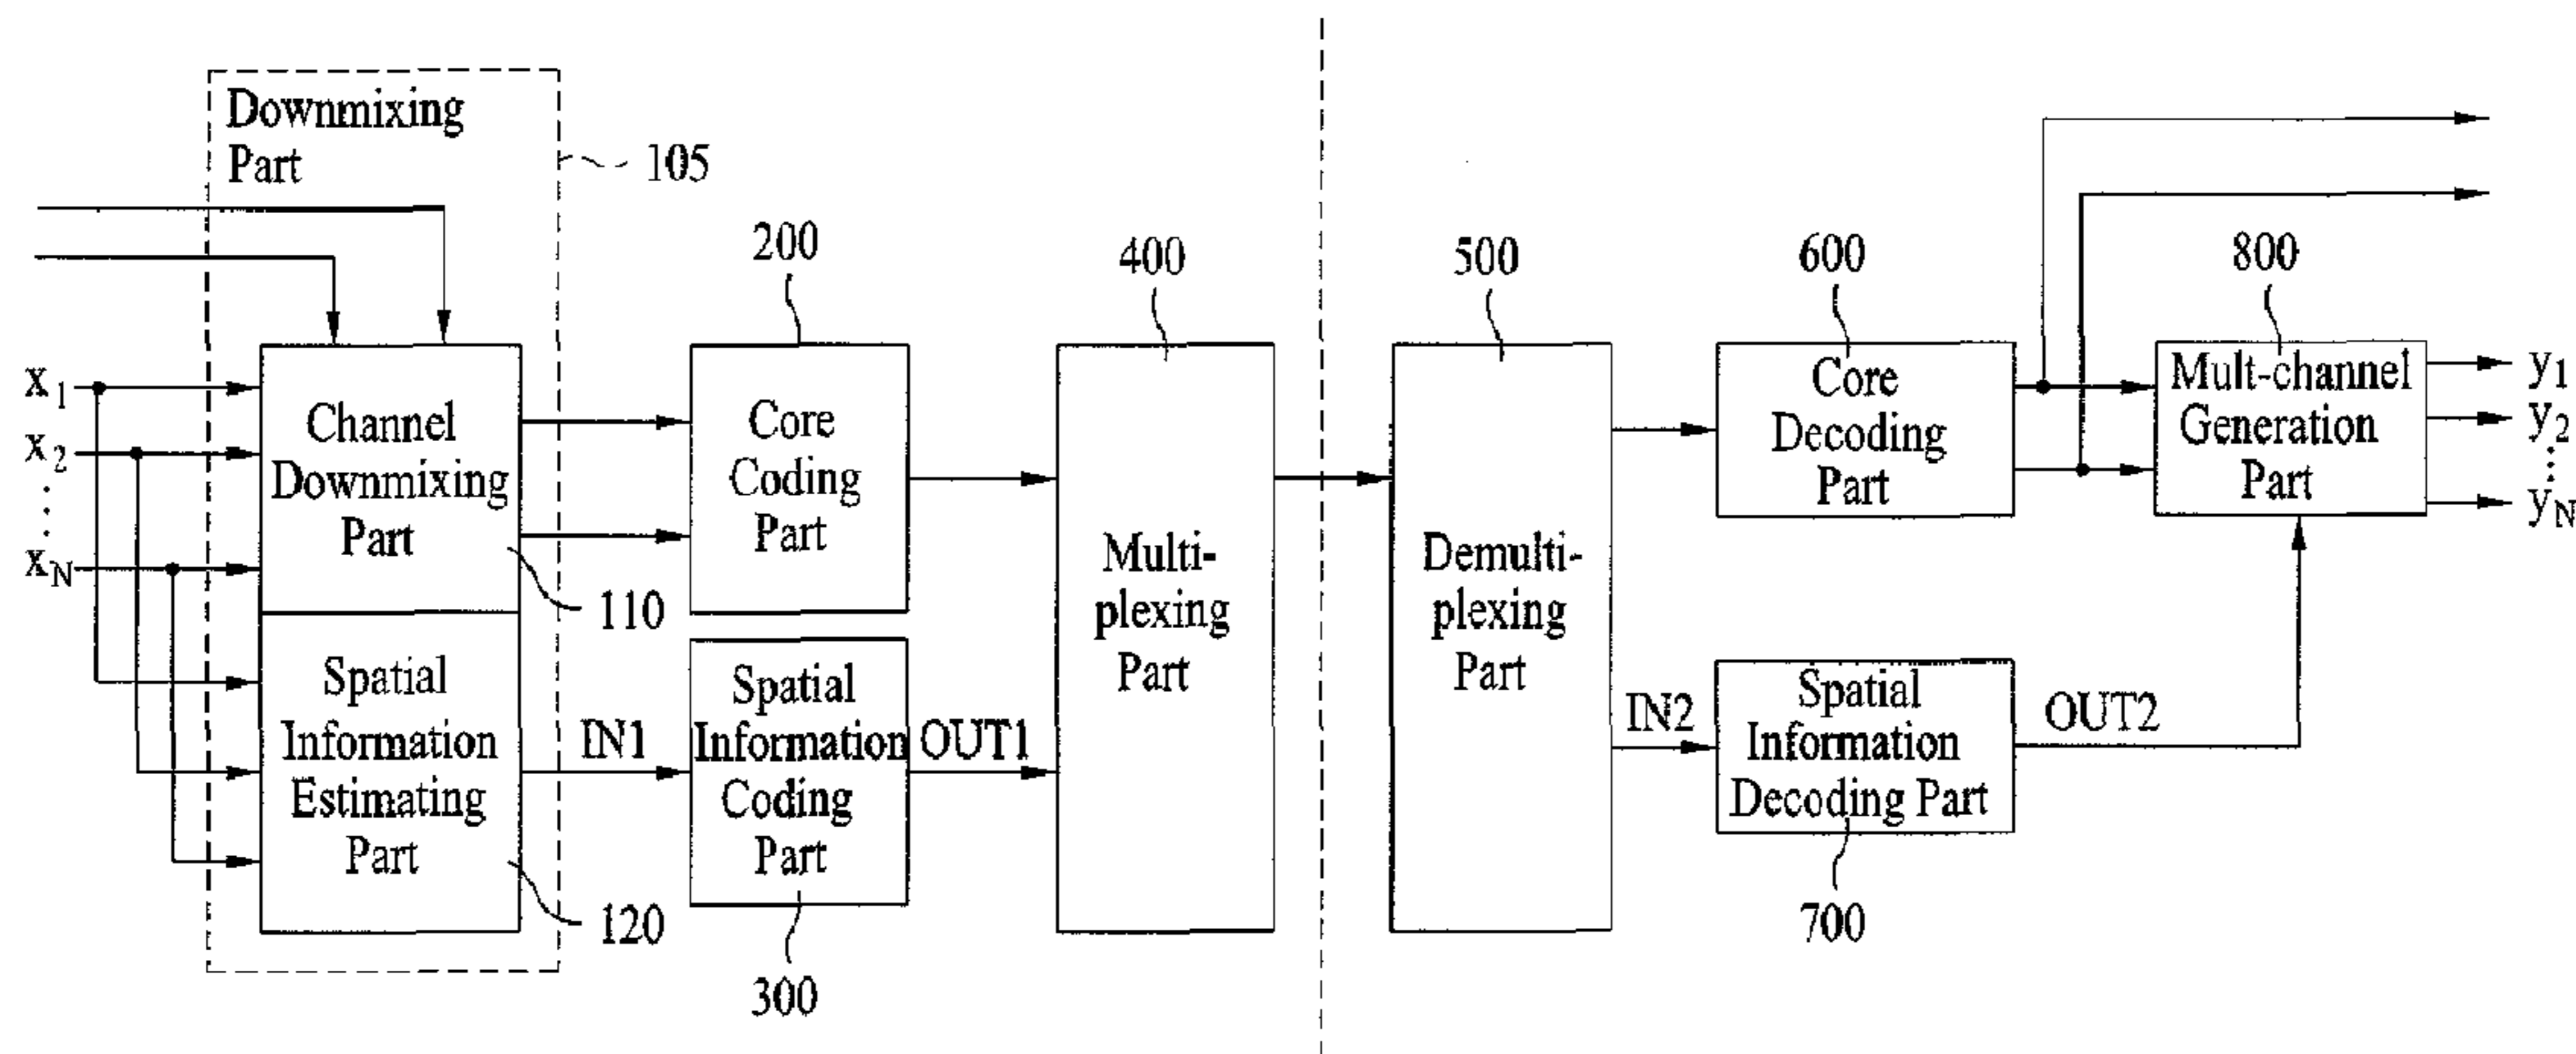 Downmixing
Part
105
200
400
500
600
800
x1
x2
⋮
xN
Channel
Downmixing
Part
110
Core
Coding
Part
Multi-
plexing
Part
Demulti-
plexing
Part
Core
Decoding
Part
Mult-channel
Generation
Part
y1
y2
⋮
yN
Spatial
Information
Estimating
Part
120
IN1
Spatial
Information
Coding
Part
300
OUT1
IN2
Spatial
Information
Decoding Part
700
OUT2